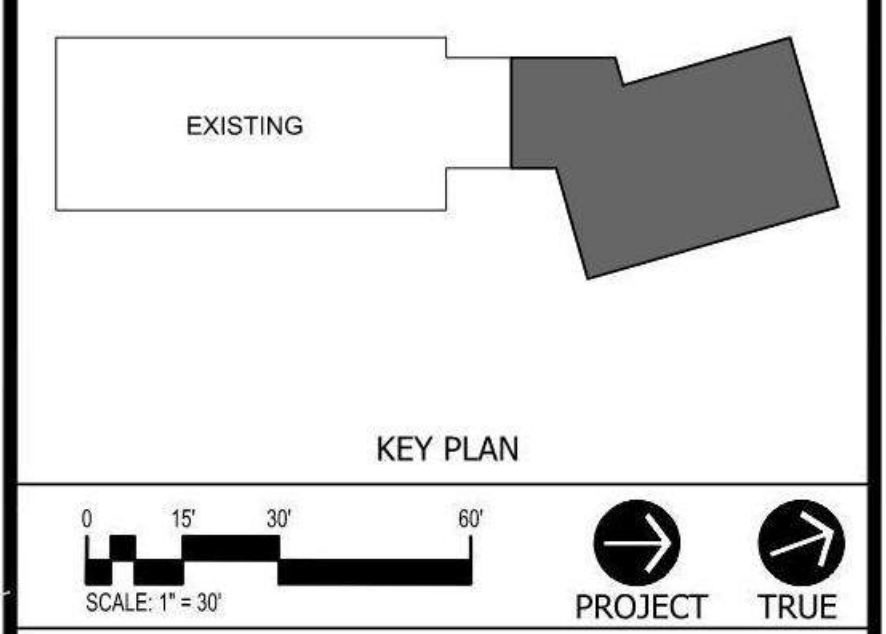 EXISTING
KEY PLAN
0 15' 30' 60'
SCALE: 1" = 30'
PROJECT TRUE